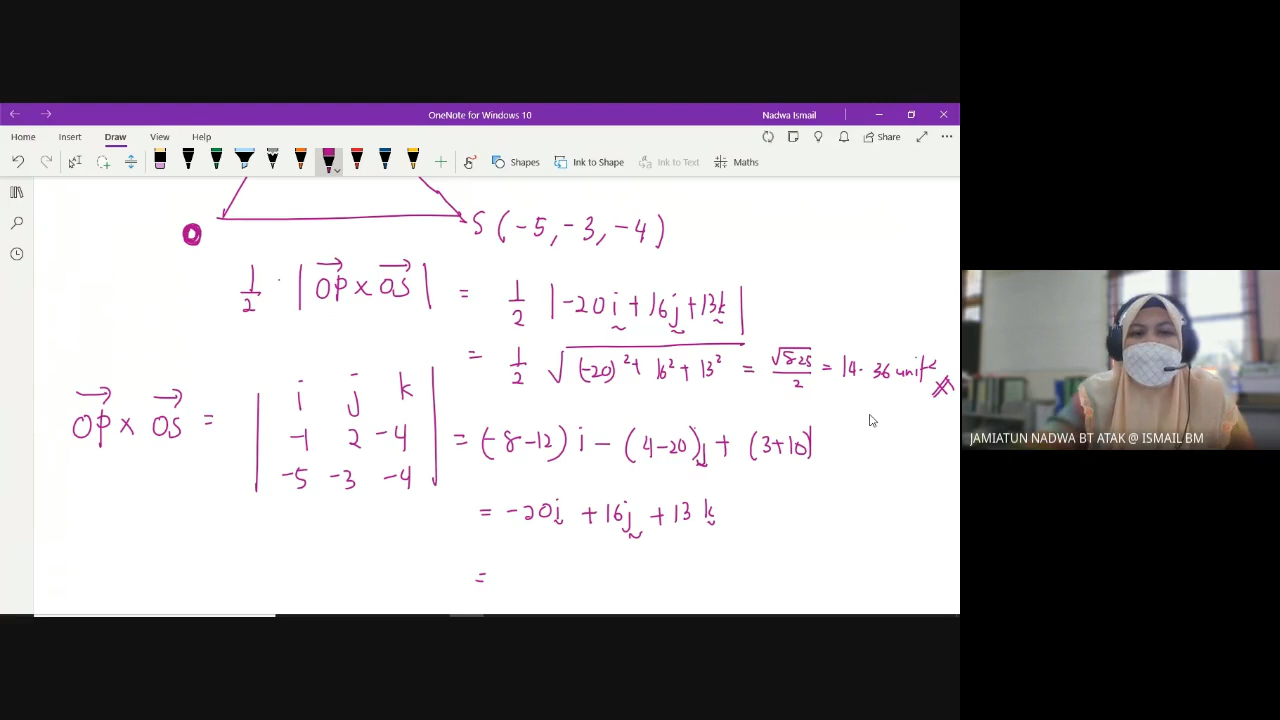 OneNote for Windows 10
Nadwa Ismail
Home Insert Draw View Help
Share
Shapes Ink to Shape Ink to Text Maths
S (-5, -3, -4)
O
1/2 · |OP × OS| = 1/2 |-20i + 16j + 13k|
= 1/2 √((-20)² + 16² + 13²) = √825/2 = 14.36 unit²
OP × OS = | i j k | = (-8-12) i - (4-20) j + (3+10)
-1 2 -4
-5 -3 -4
= -20i + 16j + 13k
=
JAMIATUN NADWA BT ATAK @ ISMAIL BM